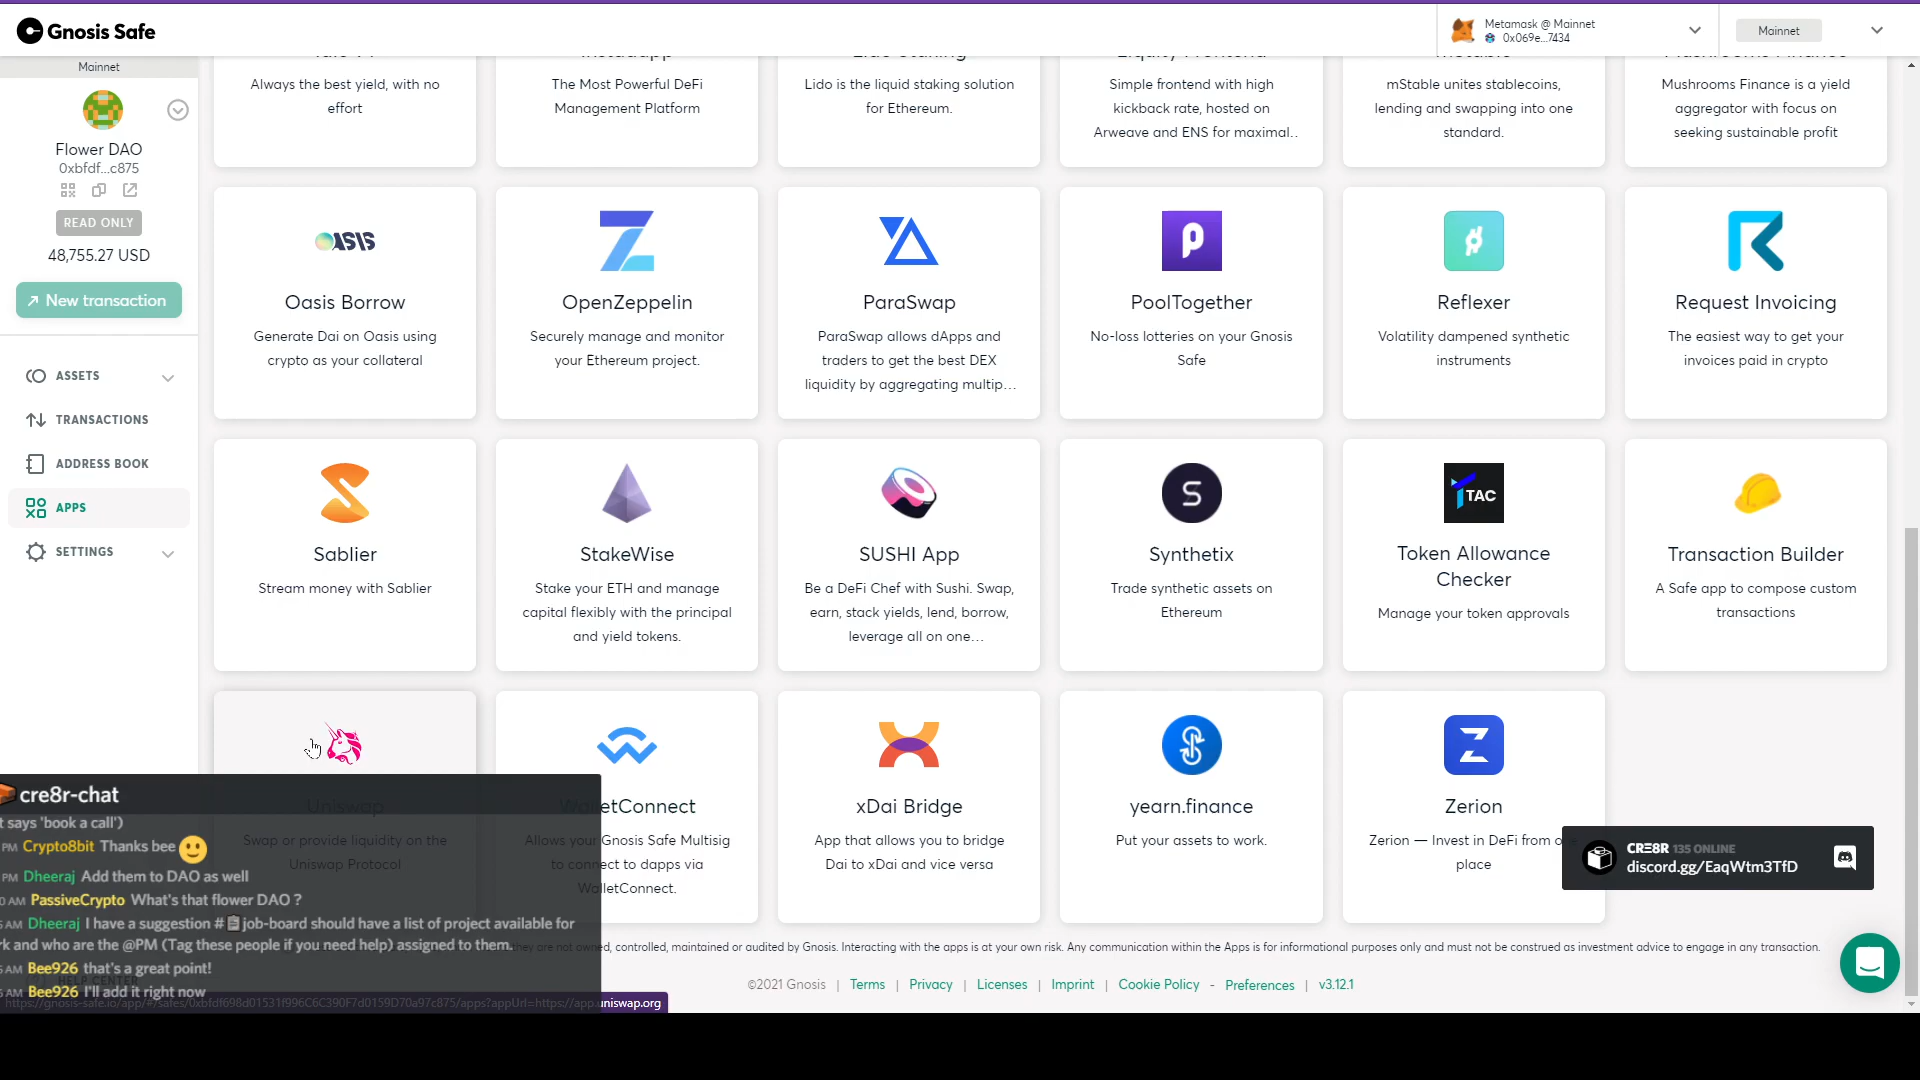 Gnosis Safe
Metamask @ Mainnet
0x069e...7434
Mainnet
Mainnet
Flower DAO
0xbfdf...c875
READ ONLY
48,755.27 USD
New transaction
ASSETS
TRANSACTIONS
ADDRESS BOOK
APPS
SETTINGS
Always the best yield, with no
effort
The Most Powerful DeFi
Management Platform
Lido is the liquid staking solution
for Ethereum.
Simple frontend with high
kickback rate, hosted on
Arweave and ENS for maximal..
mStable unites stablecoins,
lending and swapping into one
standard.
Mushrooms Finance is a yield
aggregator with focus on
seeking sustainable profit
OASIS
Oasis Borrow
Generate Dai on Oasis using
crypto as your collateral
OpenZeppelin
Securely manage and monitor
your Ethereum project.
ParaSwap
ParaSwap allows dApps and
traders to get the best DEX
liquidity by aggregating multip...
PoolTogether
No-loss lotteries on your Gnosis
Safe
Reflexer
Volatility dampened synthetic
instruments
Request Invoicing
The easiest way to get your
invoices paid in crypto
Sablier
Stream money with Sablier
StakeWise
Stake your ETH and manage
capital flexibly with the principal
and yield tokens.
SUSHI App
Be a DeFi Chef with Sushi. Swap,
earn, stack yields, lend, borrow,
leverage all on one...
Synthetix
Trade synthetic assets on
Ethereum
TAC
Token Allowance
Checker
Manage your token approvals
Transaction Builder
A Safe app to compose custom
transactions
Uniswap
Swap or provide liquidity on the
Uniswap Protocol
WalletConnect
Allows your Gnosis Safe Multisig
to connect to dapps via
WalletConnect.
xDai Bridge
App that allows you to bridge
Dai to xDai and vice versa
yearn.finance
Put your assets to work.
Zerion
Zerion — Invest in DeFi from o
place
cre8r-chat
t says 'book a call')
PM Crypto8bit Thanks bee
PM Dheeraj Add them to DAO as well
0 AM PassiveCrypto What's that flower DAO ?
AM Dheeraj I have a suggestion # job-board should have a list of project available for
rk and who are the @PM (Tag these people if you need help) assigned to them.
AM Bee926 that's a great point!
AM Bee926 I'll add it right now
CRE8R 135 ONLINE
discord.gg/EaqWtm3TfD
they are not owned, controlled, maintained or audited by Gnosis. Interacting with the apps is at your own risk. Any communication within the Apps is for informational purposes only and must not be construed as investment advice to engage in any transaction.
©2021 Gnosis | Terms | Privacy | Licenses | Imprint | Cookie Policy - Preferences | v3.12.1
uniswap.org